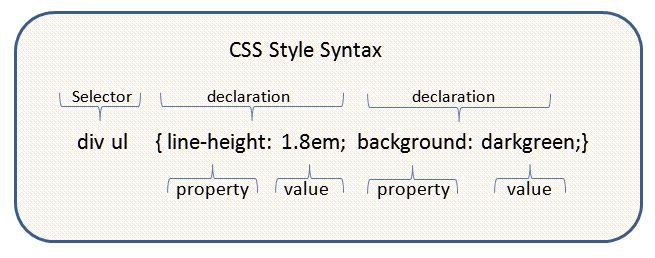 CSS Style Syntax
Selector declaration declaration
div ul { line-height: 1.8em; background: darkgreen;}
property value property value